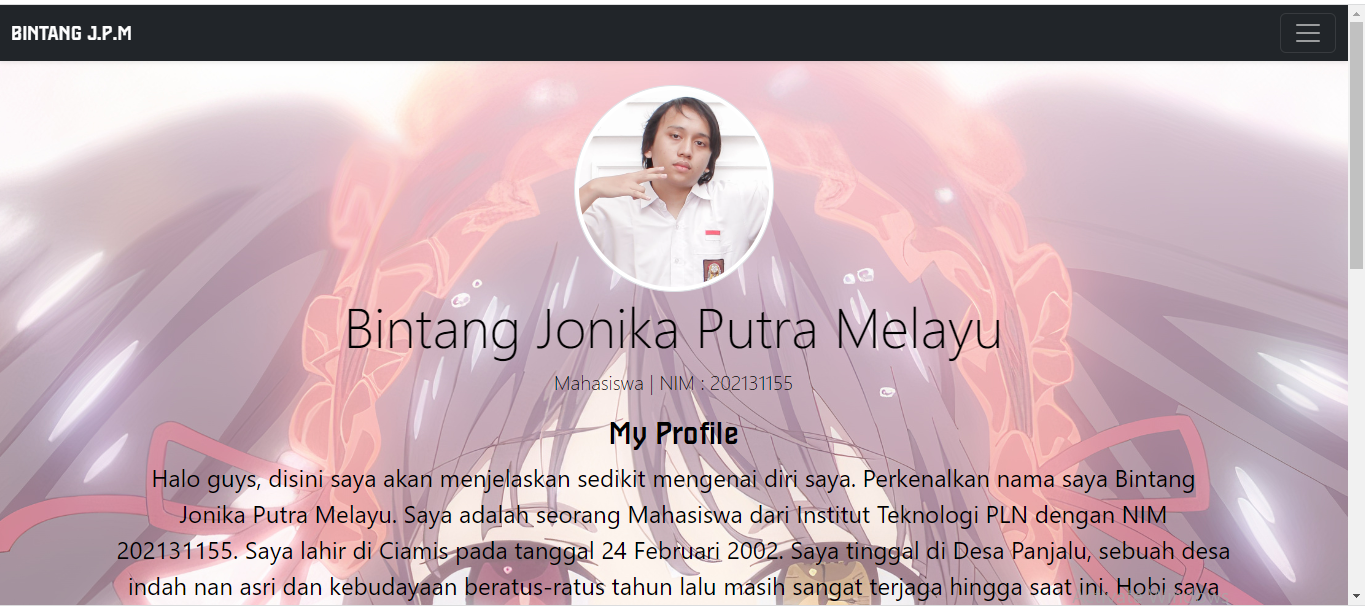 BINTANG J.P.M
Bintang Jonika Putra Melayu
Mahasiswa | NIM : 202131155
My Profile
Halo guys, disini saya akan menjelaskan sedikit mengenai diri saya. Perkenalkan nama saya Bintang
Jonika Putra Melayu. Saya adalah seorang Mahasiswa dari Institut Teknologi PLN dengan NIM
202131155. Saya lahir di Ciamis pada tanggal 24 Februari 2002. Saya tinggal di Desa Panjalu, sebuah desa
indah nan asri dan kebudayaan beratus-ratus tahun lalu masih sangat terjaga hingga saat ini. Hobi saya